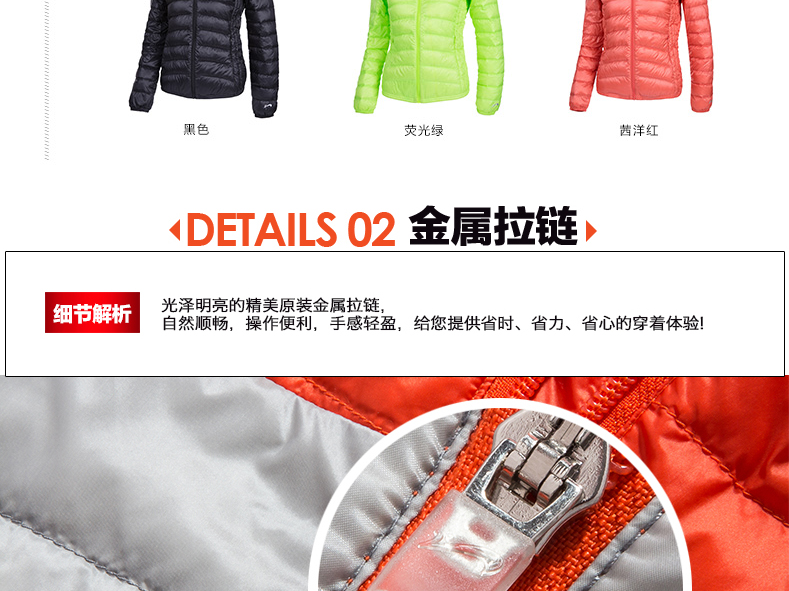 黑色 荧光绿 茜洋红
DETAILS 02 金属拉链
细节解析
光泽明亮的精美原装金属拉链,
自然顺畅，操作便利，手感轻盈，给您提供省时、省力、省心的穿着体验!